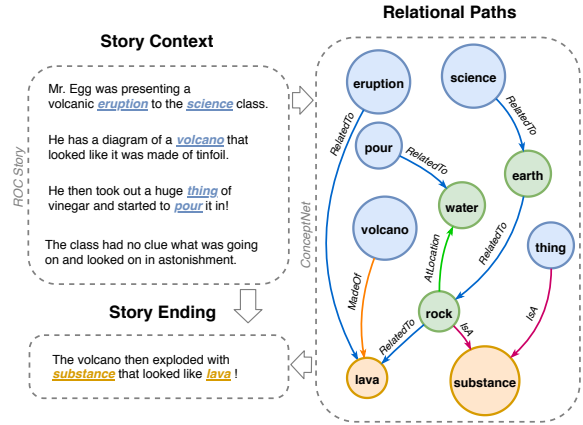 Story Context
ROC Story
Mr. Egg was presenting a
volcanic eruption to the science class.
He has a diagram of a volcano that
looked like it was made of tinfoil.
He then took out a huge thing of
vinegar and started to pour it in!
The class had no clue what was going
on and looked on in astonishment.
Story Ending
The volcano then exploded with
substance that looked like lava !
Relational Paths
ConceptNet
eruption
science
RelatedTo
RelatedTo
pour
RelatedTo
earth
water
volcano
thing
AtLocation
RelatedTo
MadeOf
rock
IsA
IsA
RelatedTo
lava
substance